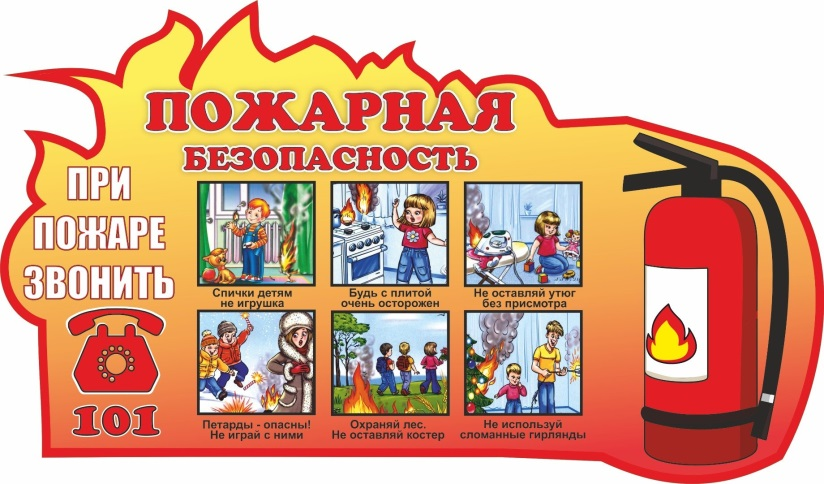 ПОЖАРНАЯ
БЕЗОПАСНОСТЬ
ПРИ
ПОЖАРЕ
ЗВОНИТЬ
101
Спички детям
не игрушка
Будь с плитой
очень осторожен
Не оставляй утюг
без присмотра
Петарды - опасны!
Не играй с ними
Охраняй лес.
Не оставляй костер
Не используй
сломанные гирлянды